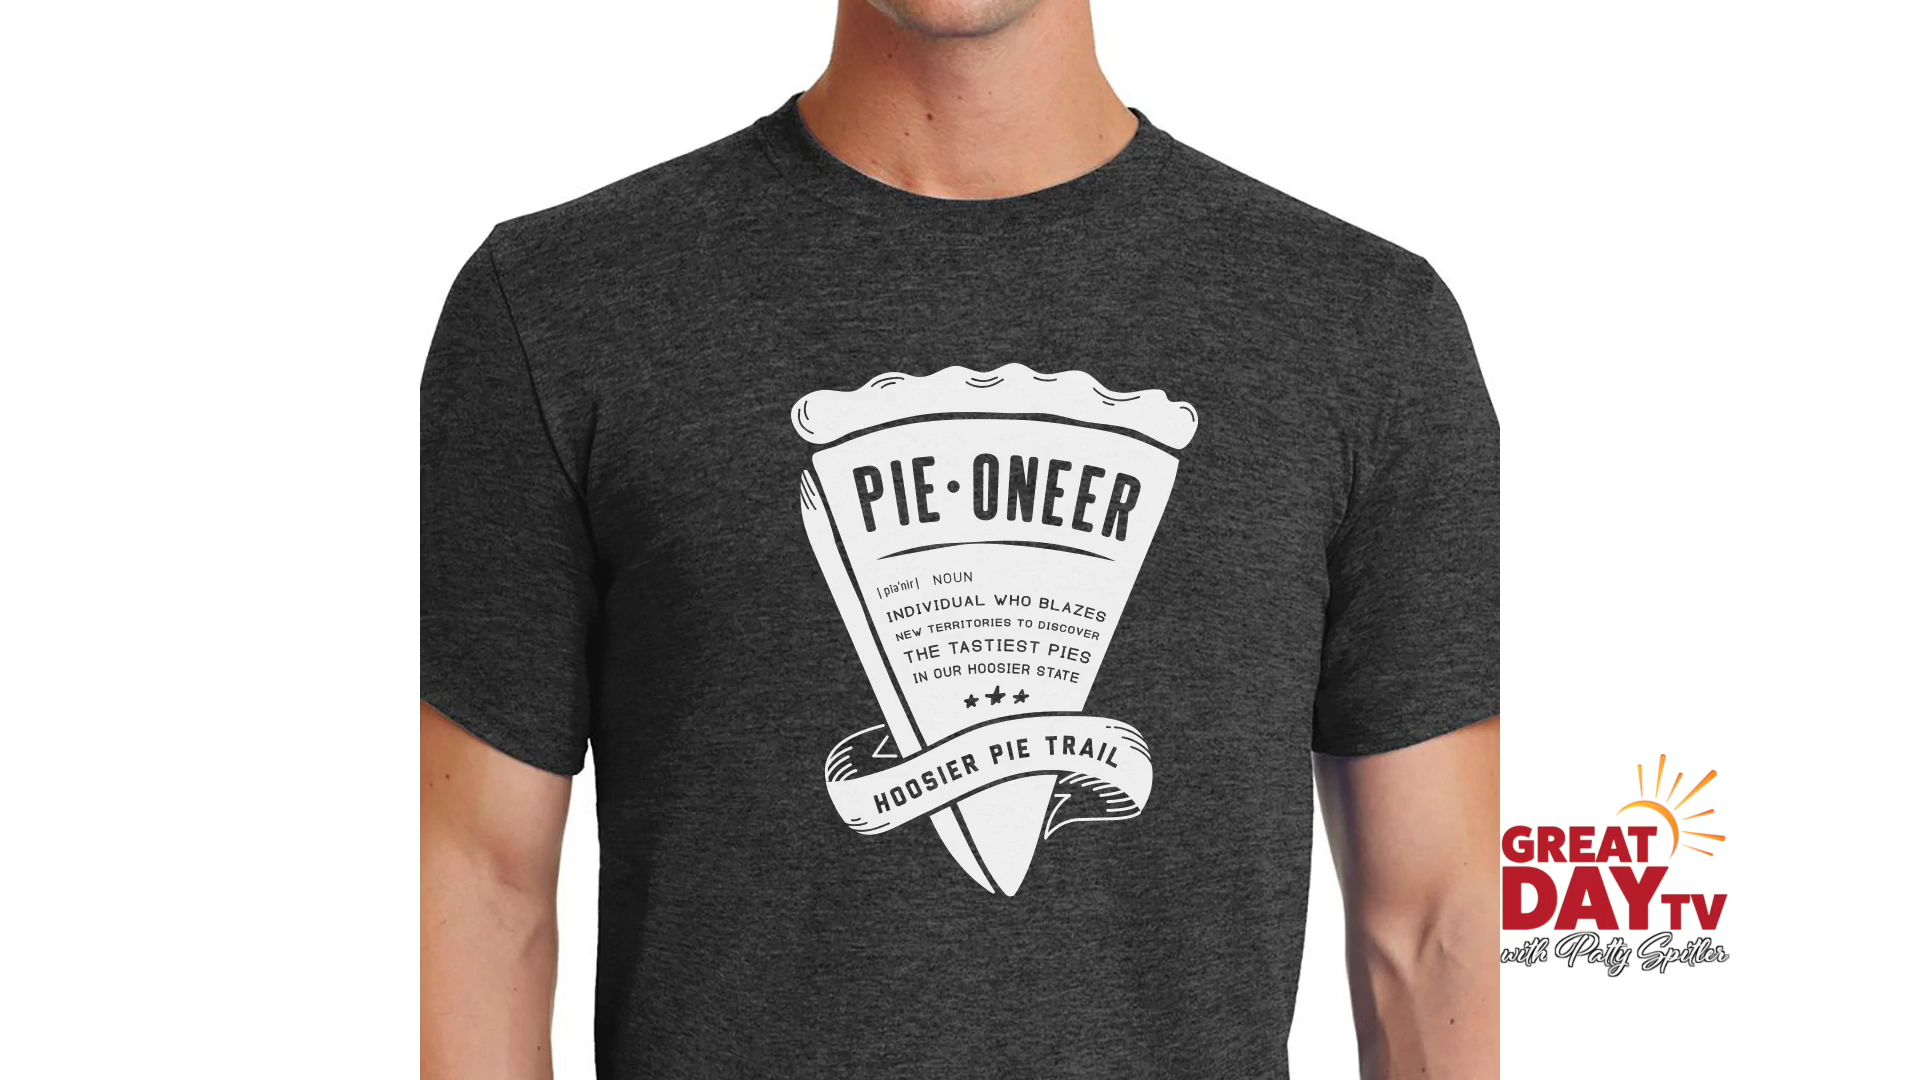 PIE•ONEER
|pīə'nir| NOUN
INDIVIDUAL WHO BLAZES
NEW TERRITORIES TO DISCOVER
THE TASTIEST PIES
IN OUR HOOSIER STATE
HOOSIER PIE TRAIL
GREAT
DAY TV
with Patty Spitler